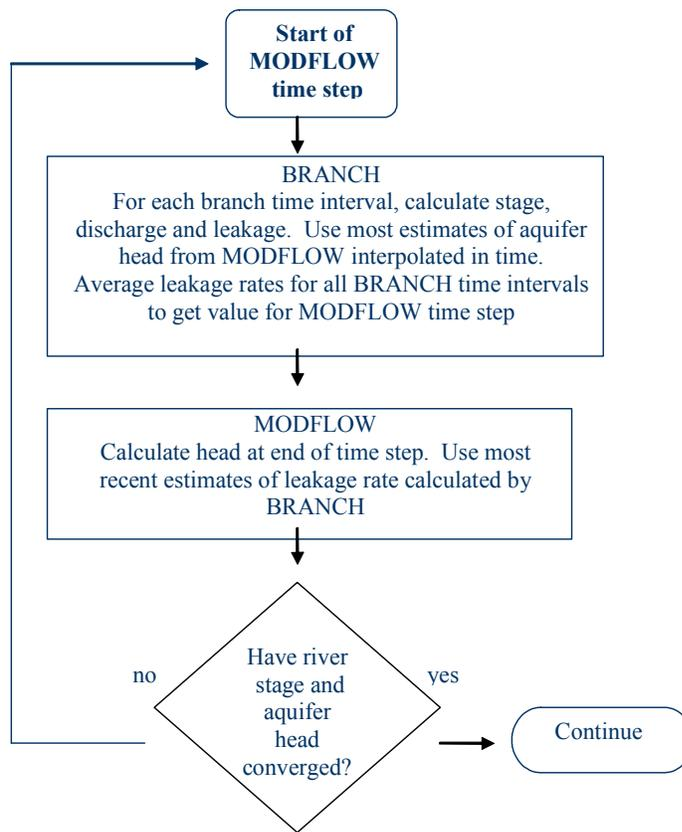 Start of
MODFLOW
time step
BRANCH
For each branch time interval, calculate stage,
discharge and leakage. Use most estimates of aquifer
head from MODFLOW interpolated in time.
Average leakage rates for all BRANCH time intervals
to get value for MODFLOW time step
MODFLOW
Calculate head at end of time step. Use most
recent estimates of leakage rate calculated by
BRANCH
no
Have river
stage and
aquifer
head
converged?
yes
Continue